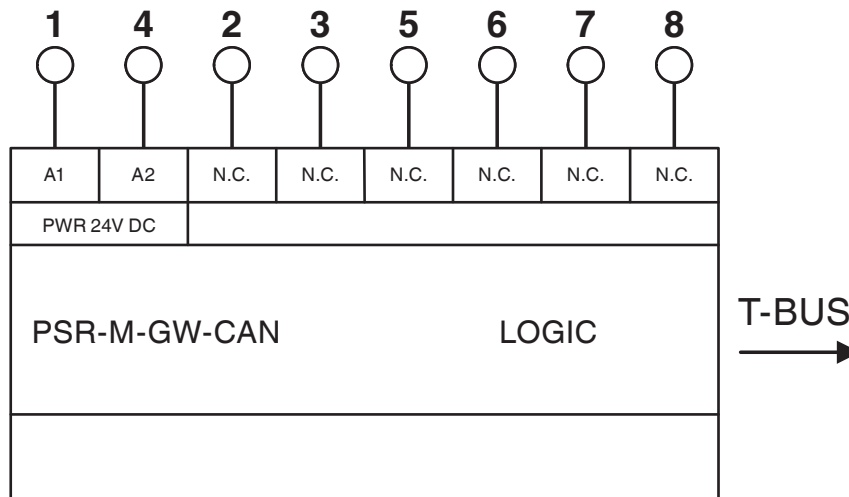 1 4 2 3 5 6 7 8
A1 A2 N.C. N.C. N.C. N.C. N.C. N.C.
PWR 24V DC
PSR-M-GW-CAN LOGIC
T-BUS